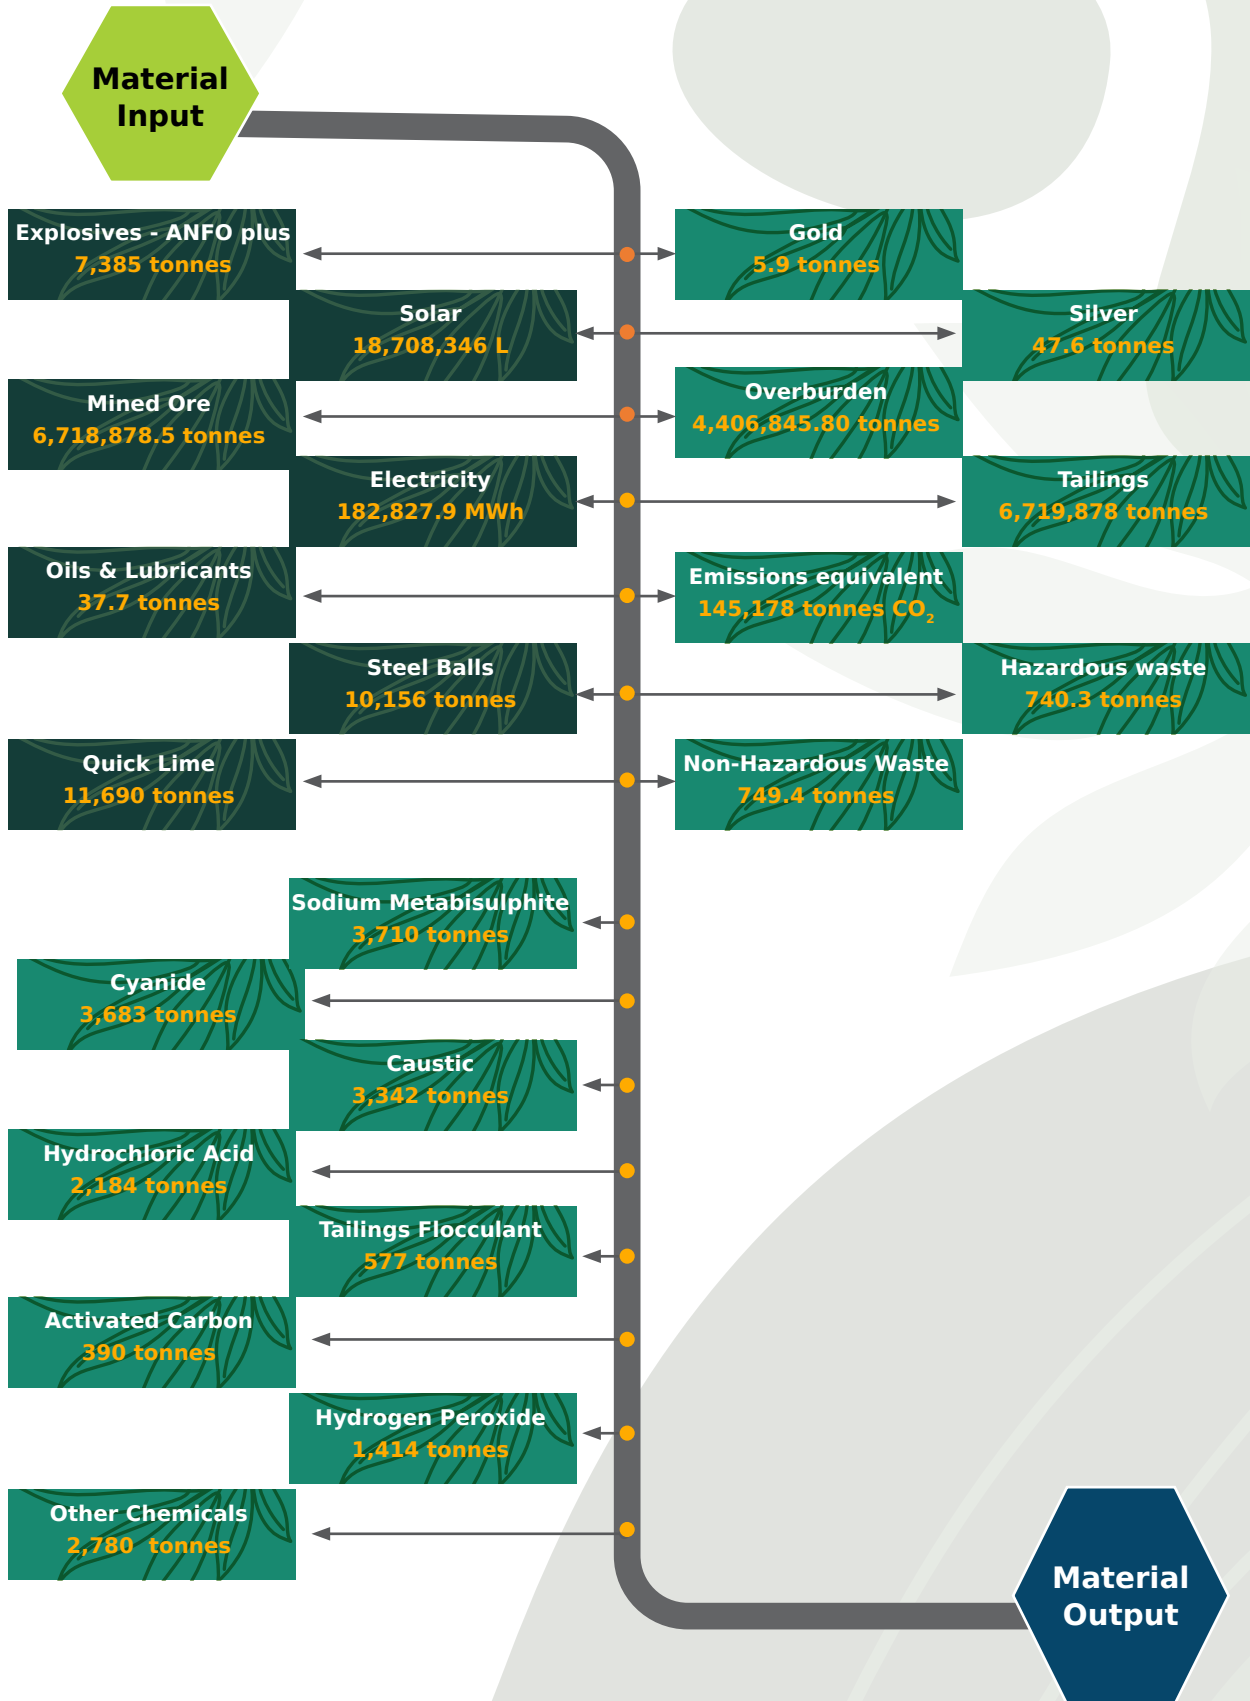 Material
Input
Explosives - ANFO plus
7,385 tonnes
Gold
5.9 tonnes
Solar
18,708,346 L
Silver
47.6 tonnes
Mined Ore
6,718,878.5 tonnes
Overburden
4,406,845.80 tonnes
Electricity
182,827.9 MWh
Tailings
6,719,878 tonnes
Oils & Lubricants
37.7 tonnes
Emissions equivalent
145,178 tonnes CO₂
Steel Balls
10,156 tonnes
Hazardous waste
740.3 tonnes
Quick Lime
11,690 tonnes
Non-Hazardous Waste
749.4 tonnes
Sodium Metabisulphite
3,710 tonnes
Cyanide
3,683 tonnes
Caustic
3,342 tonnes
Hydrochloric Acid
2,184 tonnes
Tailings Flocculant
577 tonnes
Activated Carbon
390 tonnes
Hydrogen Peroxide
1,414 tonnes
Other Chemicals
2,780 tonnes
Material
Output